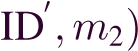 ID′, m₂)